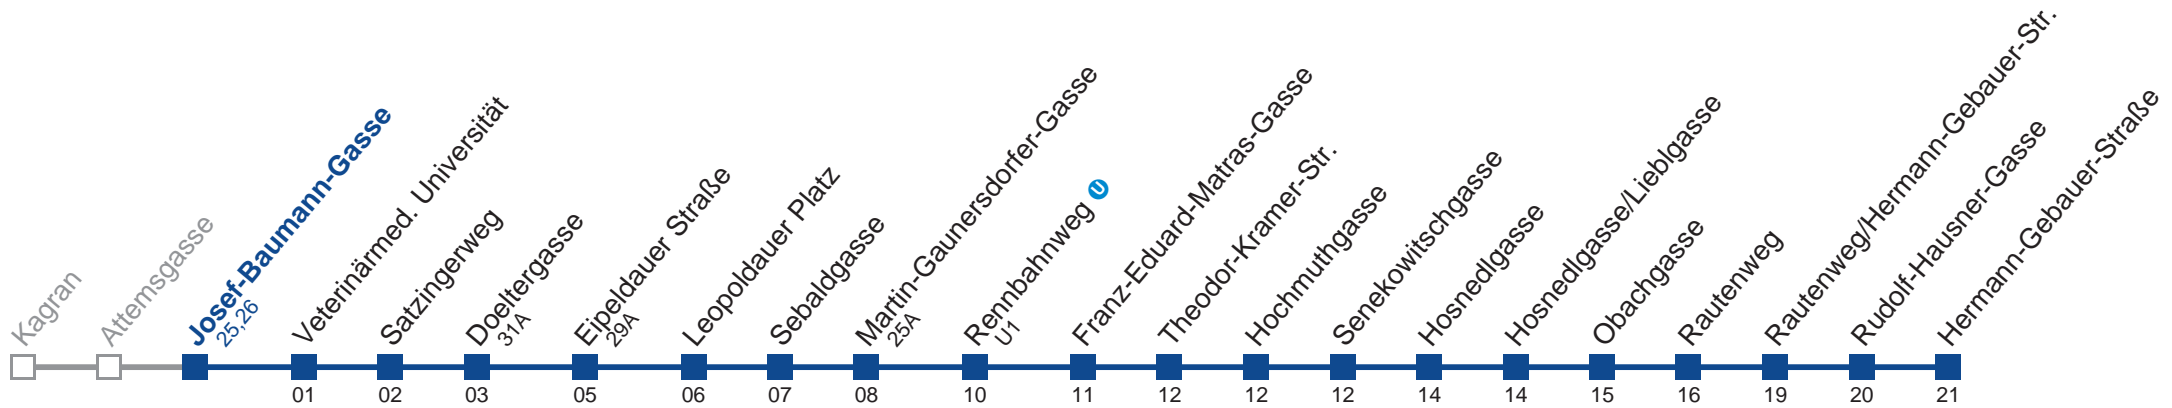 Kagran
Attemsgasse
Josef-Baumann-Gasse
25,26
Veterinärmed. Universität
Satzingerweg
Doeltergasse
31A
Eipeldauer Straße
29A
Leopoldauer Platz
Sebaldgasse
Martin-Gaunersdorfer-Gasse
25A
Rennbahnweg U
U1
Franz-Eduard-Matras-Gasse
Theodor-Kramer-Str.
Hochmuthgasse
Senekowitschgasse
Hosnedlgasse
Hosnedlgasse/Lieblgasse
Obachgasse
Rautenweg
Rautenweg/Hermann-Gebauer-Str.
Rudolf-Hausner-Gasse
Hermann-Gebauer-Straße
01 02 03 05 06 07 08 10 11 12 12 12 14 14 15 16 19 20 21